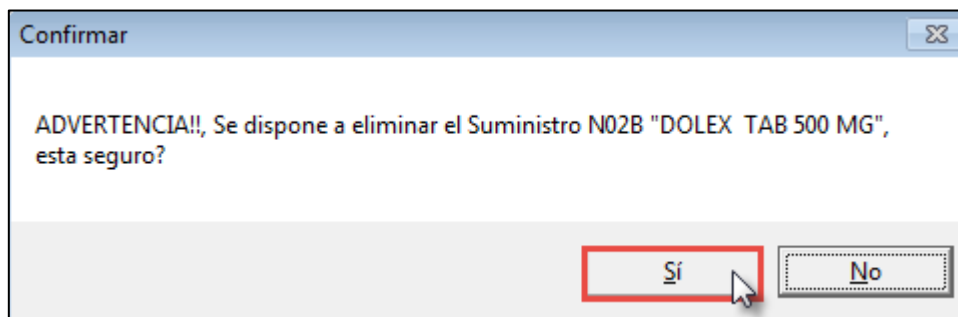 Confirmar
ADVERTENCIA!!, Se dispone a eliminar el Suministro N02B "DOLEX  TAB 500 MG",
esta seguro?
Sí
No